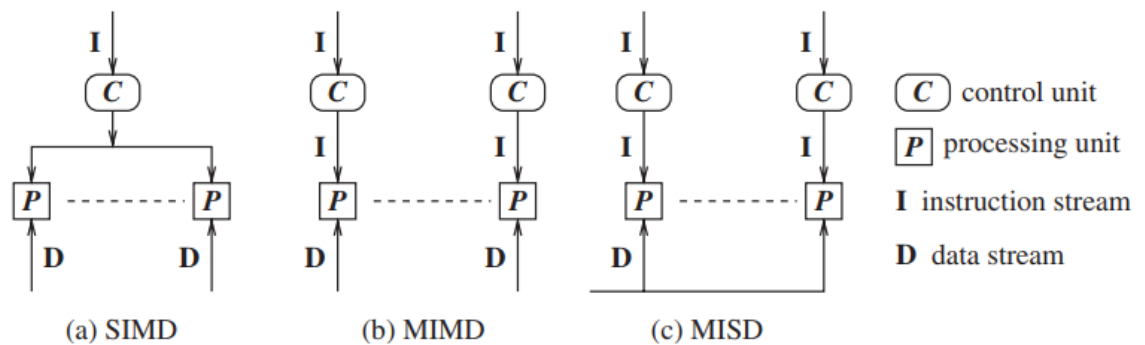 I I I I I
C C C C C
C control unit
I I I I
P processing unit
P P P P P P
I instruction stream
D D D D D
D data stream
(a) SIMD (b) MIMD (c) MISD